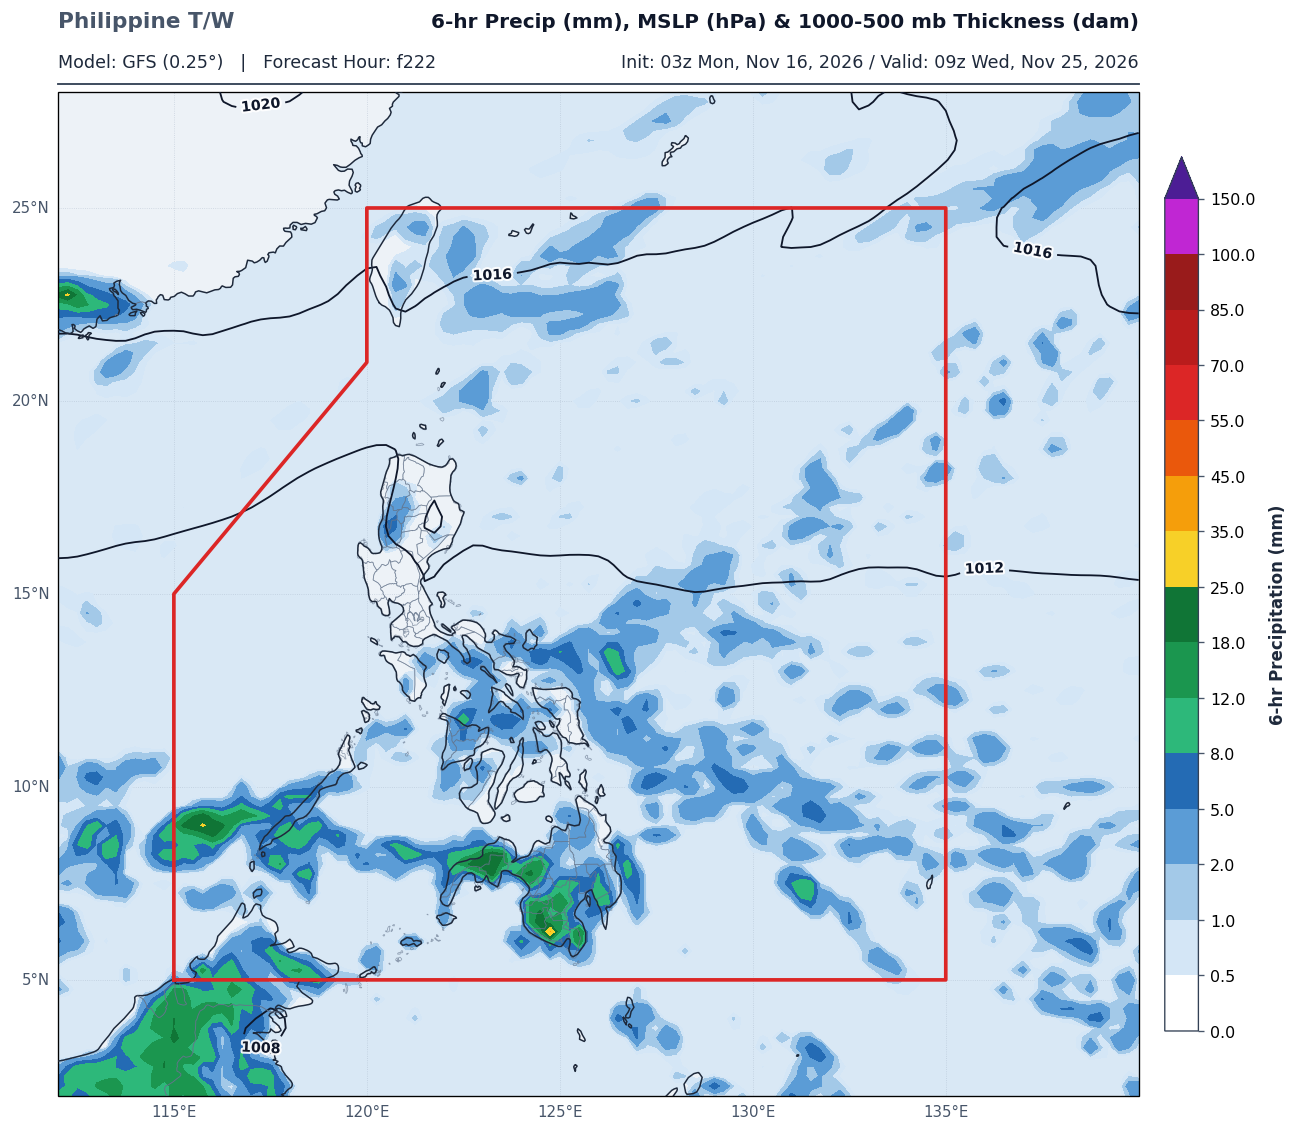 Philippine T/W
6-hr Precip (mm), MSLP (hPa) & 1000-500 mb Thickness (dam)
Model: GFS (0.25°) | Forecast Hour: f222
Init: 03z Mon, Nov 16, 2026 / Valid: 09z Wed, Nov 25, 2026
1020
1016
1016
1012
1008
25°N
20°N
15°N
10°N
5°N
115°E
120°E
125°E
130°E
135°E
150.0
100.0
85.0
70.0
55.0
45.0
35.0
25.0
18.0
12.0
8.0
5.0
2.0
1.0
0.5
0.0
6-hr Precipitation (mm)